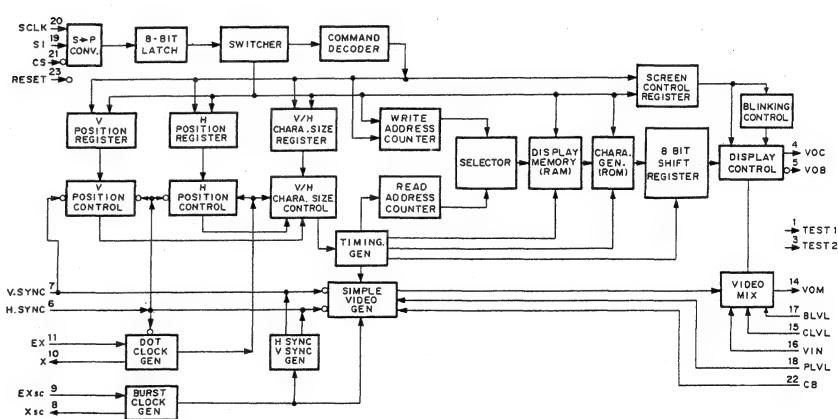 SCLK 20
SI 19
CS 21
RESET 23
S→P CONV.
8-BIT LATCH
SWITCHER
COMMAND DECODER
SCREEN CONTROL REGISTER
BLINKING CONTROL
V POSITION REGISTER
H POSITION REGISTER
V/H CHARA. SIZE REGISTER
WRITE ADDRESS COUNTER
SELECTOR
DISPLAY MEMORY (RAM)
CHARA. GEN. (ROM)
8 BIT SHIFT REGISTER
DISPLAY CONTROL
4 VOC
5 VOB
V POSITION CONTROL
H POSITION CONTROL
V/H CHARA. SIZE CONTROL
READ ADDRESS COUNTER
TIMING. GEN
1 TEST 1
3 TEST 2
V.SYNC 7
H.SYNC 6
SIMPLE VIDEO GEN
VIDEO MIX
14 VOM
17 BLVL
15 CLVL
16 VIN
18 PLVL
22 CB
EX 11
X 10
DOT CLOCK GEN
H SYNC V SYNC GEN
EXsc 9
Xsc 8
BURST CLOCK GEN